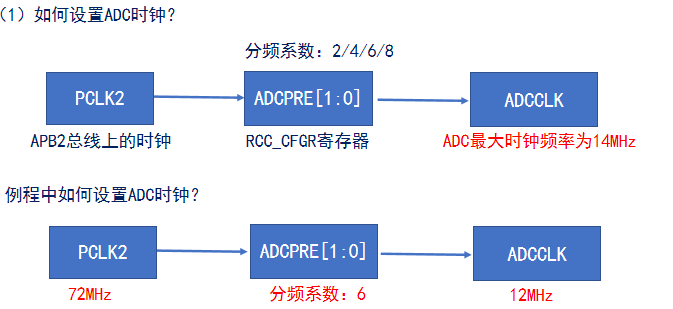 (1)如何设置ADC时钟?
分频系数: 2/4/6/8
PCLK2
ADCPRE[1:0]
ADCCLK
APB2总线上的时钟
RCC_CFGR寄存器
ADC最大时钟频率为14MHz
例程中如何设置ADC时钟?
PCLK2
ADCPRE[1:0]
ADCCLK
72MHz
分频系数: 6
12MHz